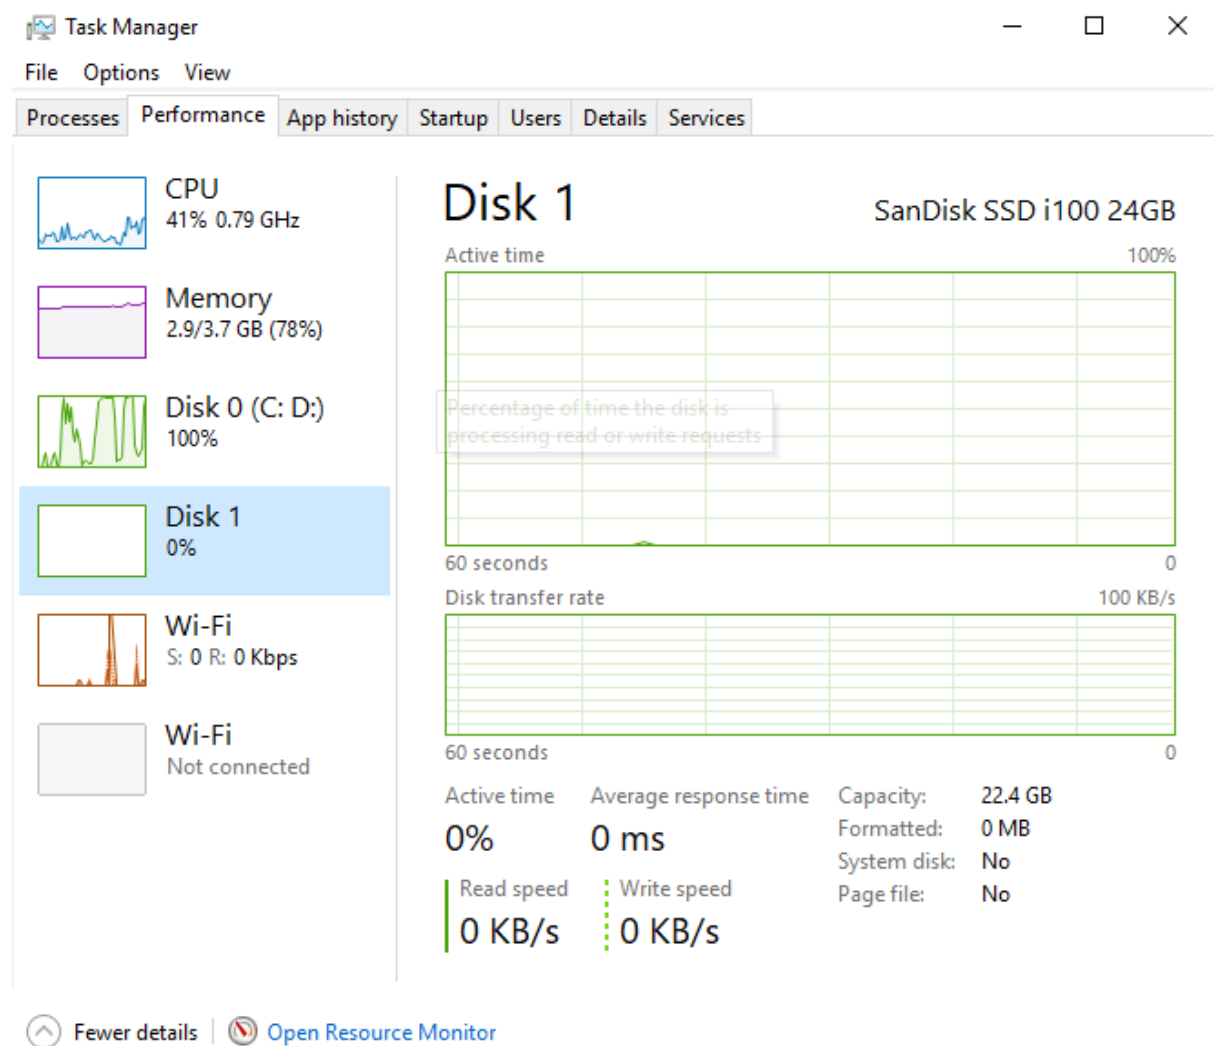 Task Manager
File Options View
Processes Performance App history Startup Users Details Services
CPU
41% 0.79 GHz
Memory
2.9/3.7 GB (78%)
Disk 0 (C: D:)
100%
Disk 1
0%
Wi-Fi
S: 0 R: 0 Kbps
Wi-Fi
Not connected
Disk 1 SanDisk SSD i100 24GB
Active time 100%
Percentage of time the disk is
processing read or write requests
60 seconds 0
Disk transfer rate 100 KB/s
60 seconds 0
Active time Average response time
0% 0 ms
Read speed Write speed
0 KB/s 0 KB/s
Capacity: 22.4 GB
Formatted: 0 MB
System disk: No
Page file: No
Fewer details Open Resource Monitor